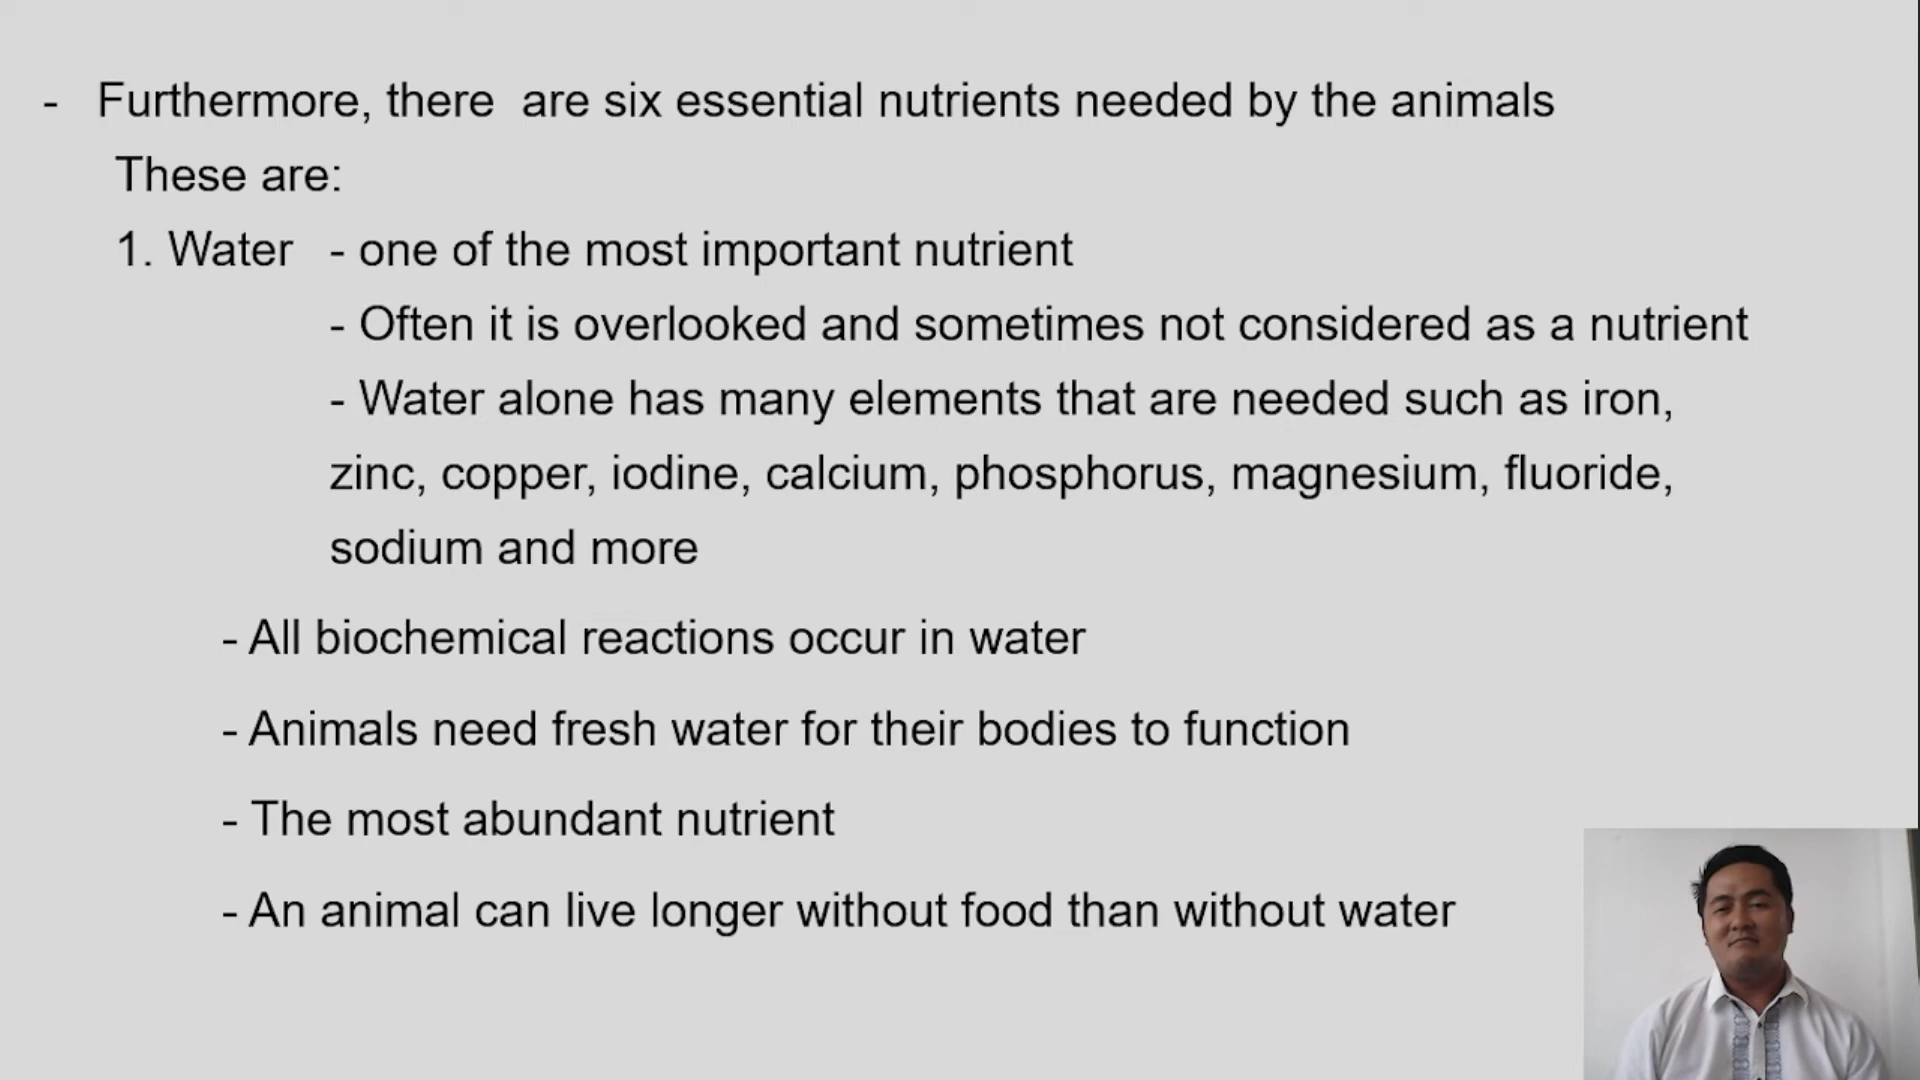 - Furthermore, there are six essential nutrients needed by the animals
These are:
1. Water - one of the most important nutrient
- Often it is overlooked and sometimes not considered as a nutrient
- Water alone has many elements that are needed such as iron,
zinc, copper, iodine, calcium, phosphorus, magnesium, fluoride,
sodium and more
- All biochemical reactions occur in water
- Animals need fresh water for their bodies to function
- The most abundant nutrient
- An animal can live longer without food than without water